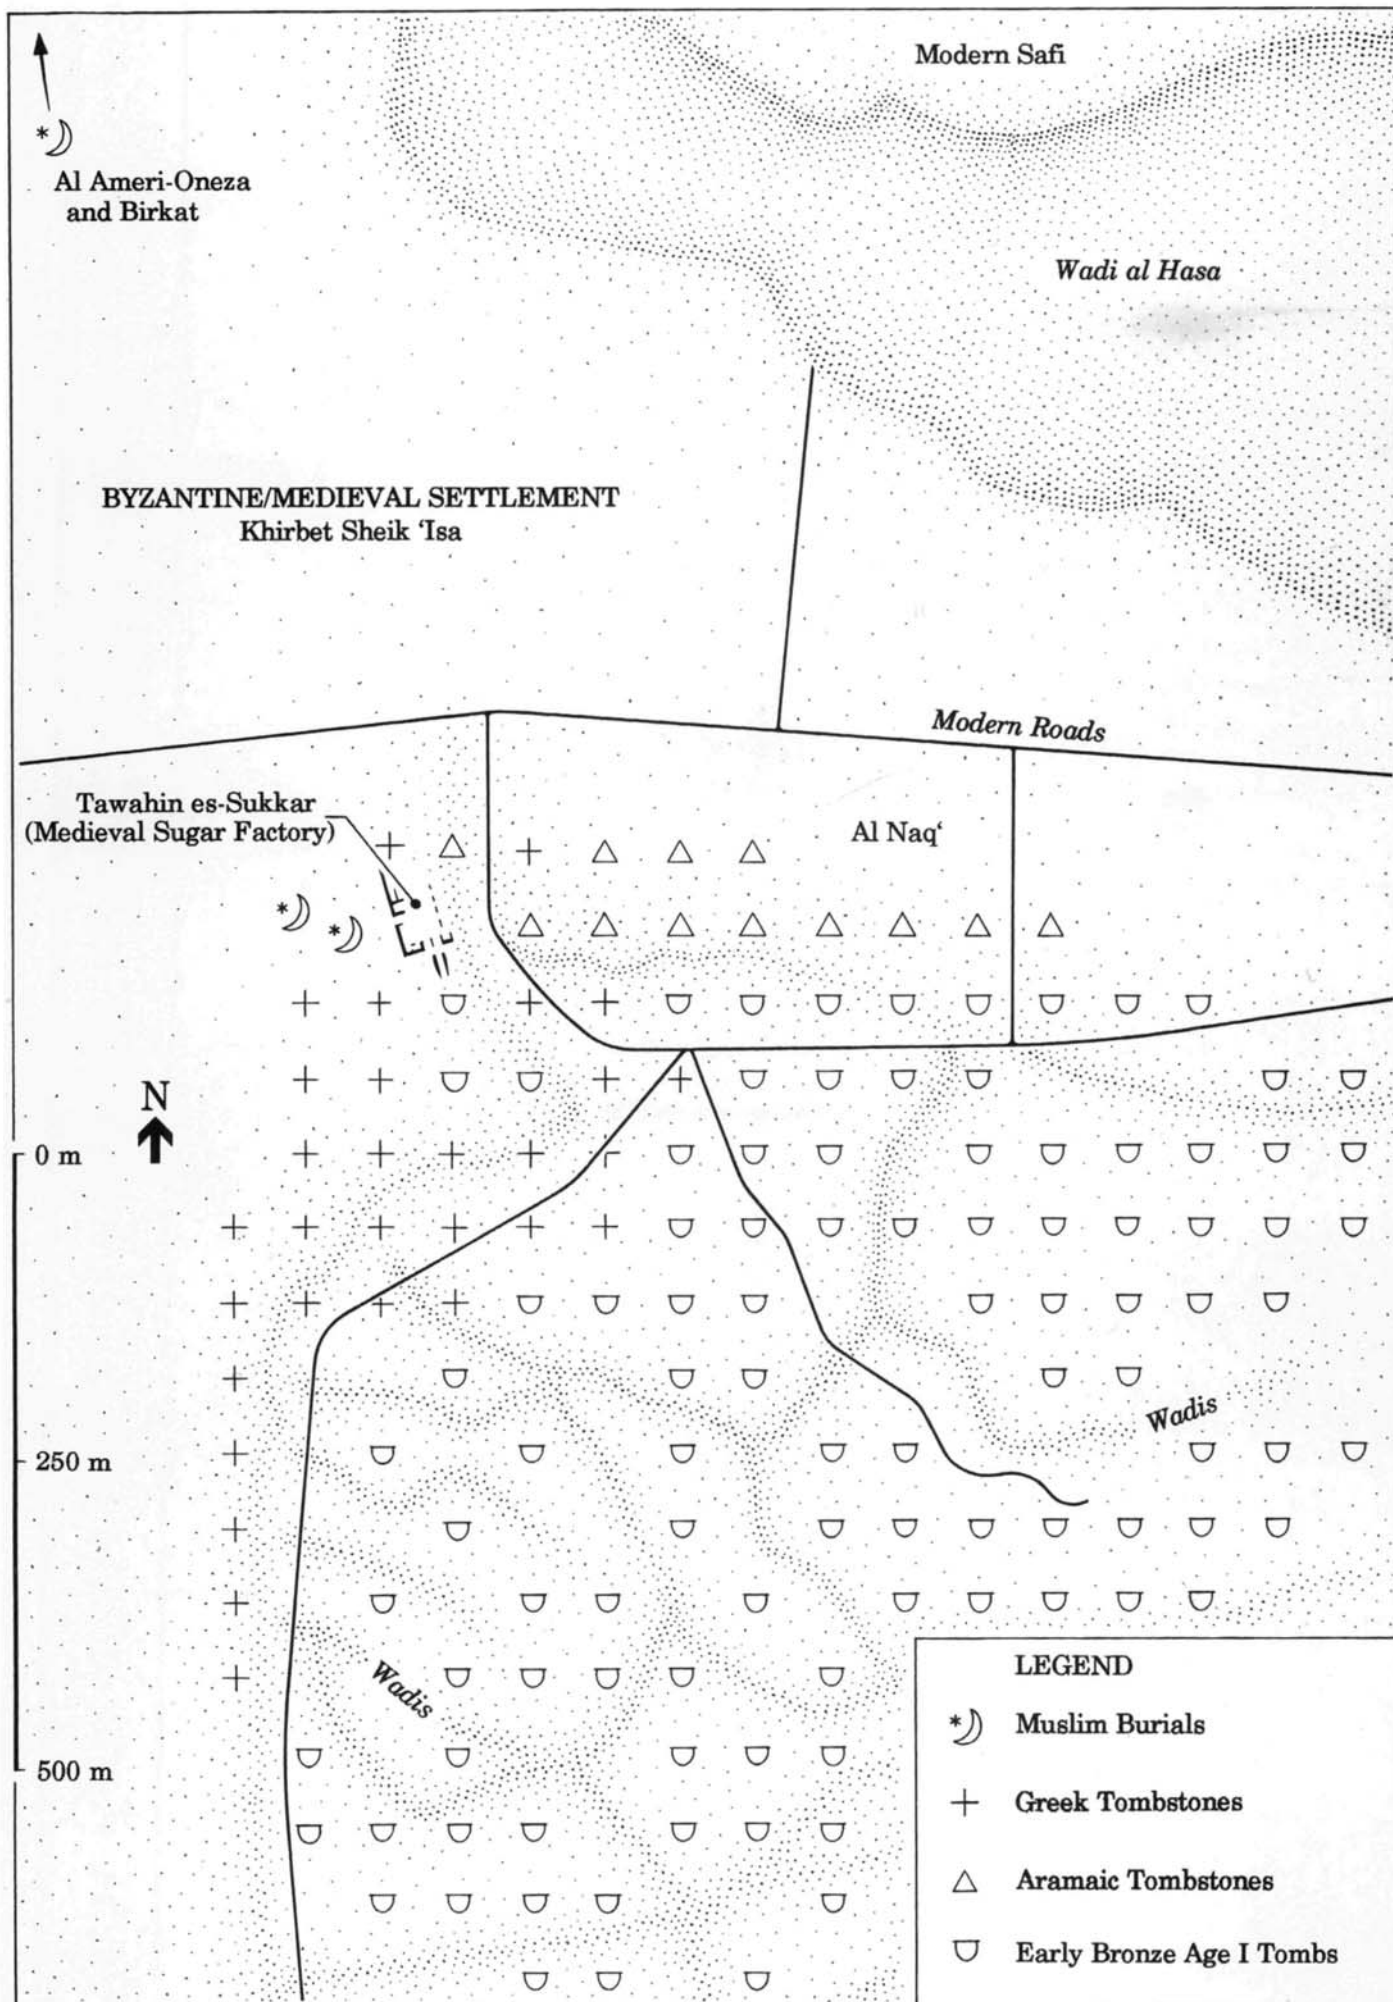 Modern Safi
Al Ameri-Oneza
and Birkat
Wadi al Hasa
BYZANTINE/MEDIEVAL SETTLEMENT
Khirbet Sheik ‘Isa
Modern Roads
Tawahin es-Sukkar
(Medieval Sugar Factory)
Al Naq‘
N
0 m
Wadis
250 m
Wadis
500 m
LEGEND
Muslim Burials
Greek Tombstones
Aramaic Tombstones
Early Bronze Age I Tombs